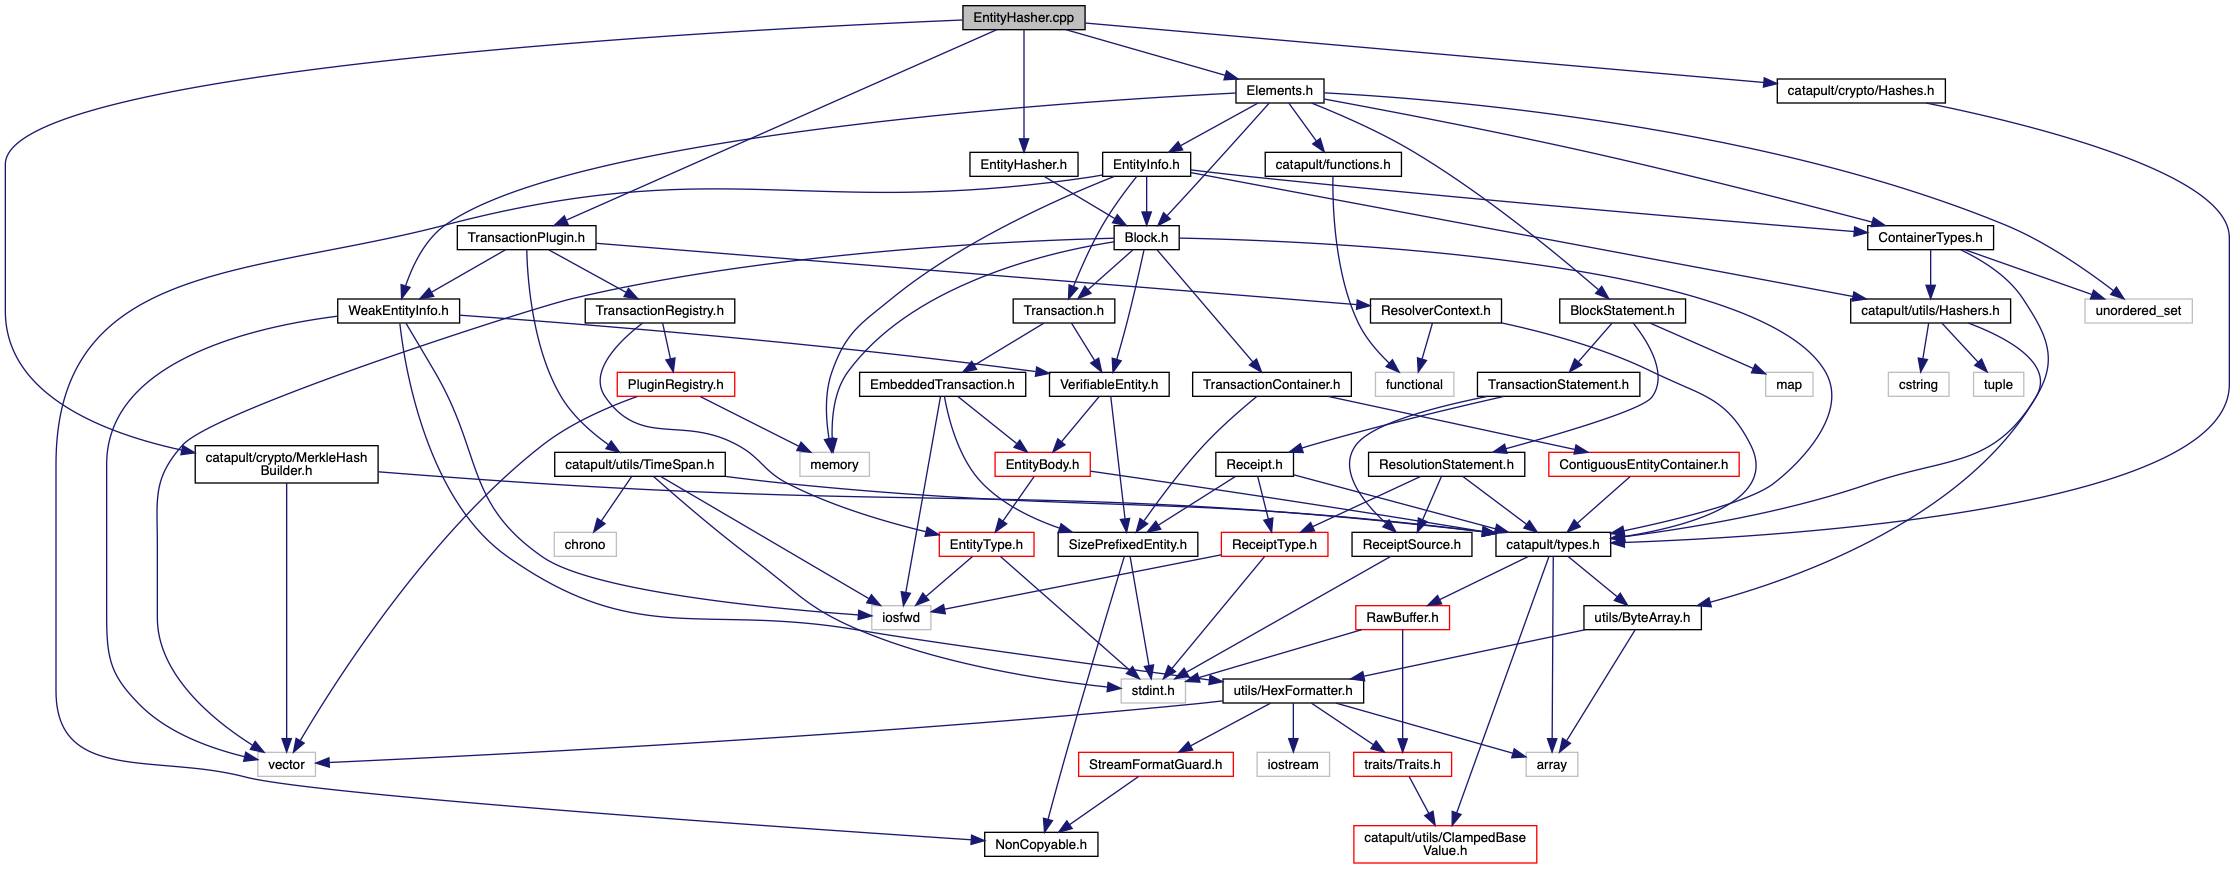 EntityHasher.cpp
Elements.h
catapult/crypto/Hashes.h
EntityHasher.h
EntityInfo.h
catapult/functions.h
TransactionPlugin.h
Block.h
ContainerTypes.h
WeakEntityInfo.h
TransactionRegistry.h
Transaction.h
ResolverContext.h
BlockStatement.h
catapult/utils/Hashers.h
unordered_set
PluginRegistry.h
EmbeddedTransaction.h
VerifiableEntity.h
TransactionContainer.h
functional
TransactionStatement.h
map
cstring
tuple
catapult/crypto/MerkleHash
Builder.h
catapult/utils/TimeSpan.h
memory
EntityBody.h
Receipt.h
ResolutionStatement.h
ContiguousEntityContainer.h
chrono
EntityType.h
SizePrefixedEntity.h
ReceiptType.h
ReceiptSource.h
catapult/types.h
iosfwd
RawBuffer.h
utils/ByteArray.h
stdint.h
utils/HexFormatter.h
vector
StreamFormatGuard.h
iostream
traits/Traits.h
array
NonCopyable.h
catapult/utils/ClampedBase
Value.h